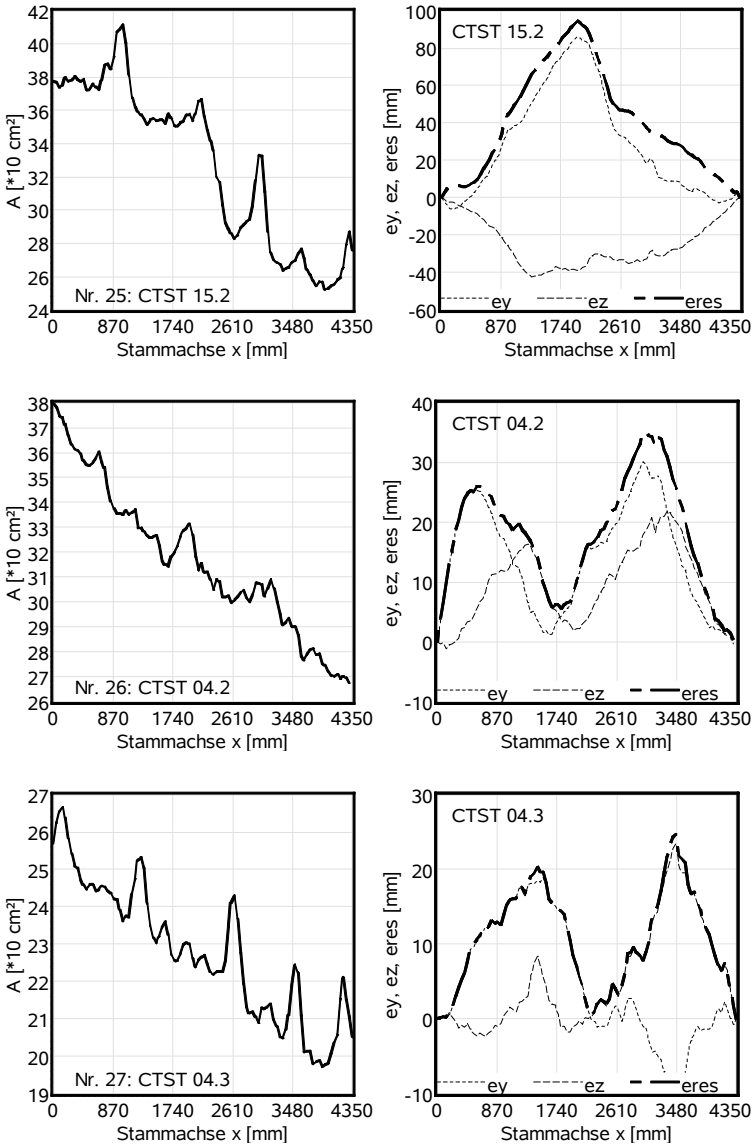 42
40
38
36
34
32
30
28
26
24
A [*10 cm²]
Nr. 25: CTST 15.2
0 870 1740 2610 3480 4350
Stammachse x [mm]
CTST 15.2
100
80
60
40
20
0
-20
-40
-60
ey, ez, eres [mm]
ey ez eres
0 870 1740 2610 3480 4350
Stammachse x [mm]
38
37
36
35
34
33
32
31
30
29
28
27
26
A [*10 cm²]
Nr. 26: CTST 04.2
0 870 1740 2610 3480 4350
Stammachse x [mm]
CTST 04.2
40
30
20
10
0
-10
ey, ez, eres [mm]
ey ez eres
0 870 1740 2610 3480 4350
Stammachse x [mm]
27
26
25
24
23
22
21
20
19
A [*10 cm²]
Nr. 27: CTST 04.3
0 870 1740 2610 3480 4350
Stammachse x [mm]
CTST 04.3
30
20
10
0
-10
ey, ez, eres [mm]
ey ez eres
0 870 1740 2610 3480 4350
Stammachse x [mm]